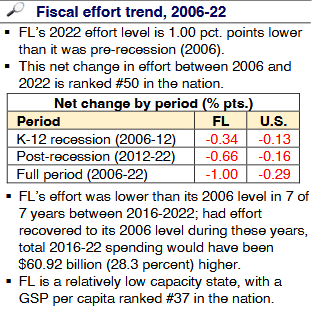 Fiscal effort trend, 2006-22
▪ FL's 2022 effort level is 1.00 pct. points lower
than it was pre-recession (2006).
▪ This net change in effort between 2006 and
2022 is ranked #50 in the nation.
Net change by period (% pts.)
Period FL U.S.
K-12 recession (2006-12) -0.34 -0.13
Post-recession (2012-22) -0.66 -0.16
Full period (2006-22) -1.00 -0.29
▪ FL's effort was lower than its 2006 level in 7 of
7 years between 2016-2022; had effort
recovered to its 2006 level during these years,
total 2016-22 spending would have been
$60.92 billion (28.3 percent) higher.
▪ FL is a relatively low capacity state, with a
GSP per capita ranked #37 in the nation.